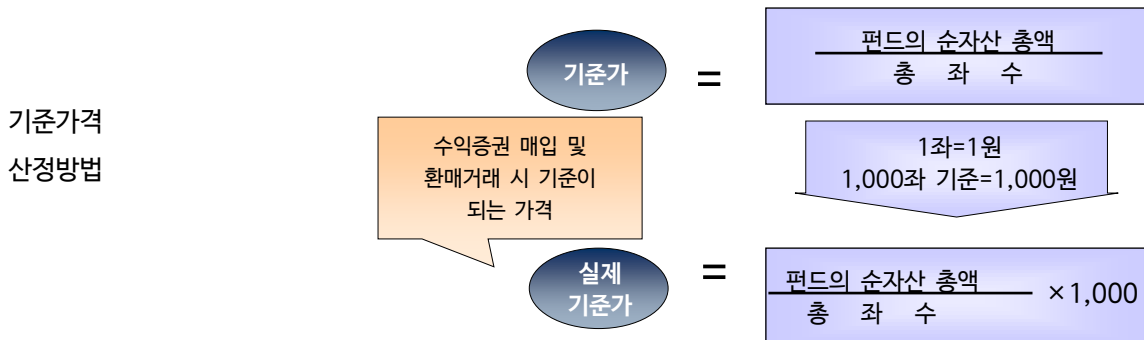 기준가격
산정방법
기준가
=
펀드의 순자산 총액
총 좌 수
수익증권 매입 및
환매거래 시 기준이
되는 가격
1좌=1원
1,000좌 기준=1,000원
실제
기준가
=
펀드의 순자산 총액
총 좌 수
×1,000